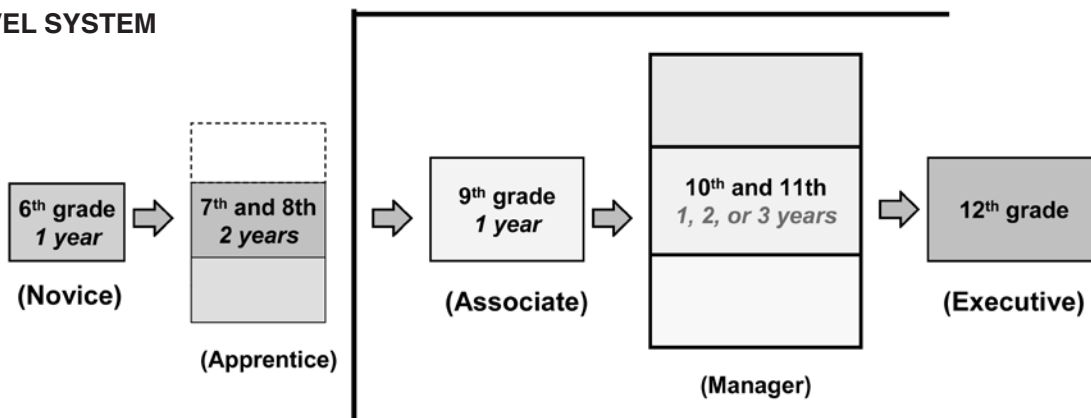 VEL SYSTEM
6th grade
1 year
(Novice)
7th and 8th
2 years
(Apprentice)
9th grade
1 year
(Associate)
10th and 11th
1, 2, or 3 years
(Manager)
12th grade
(Executive)